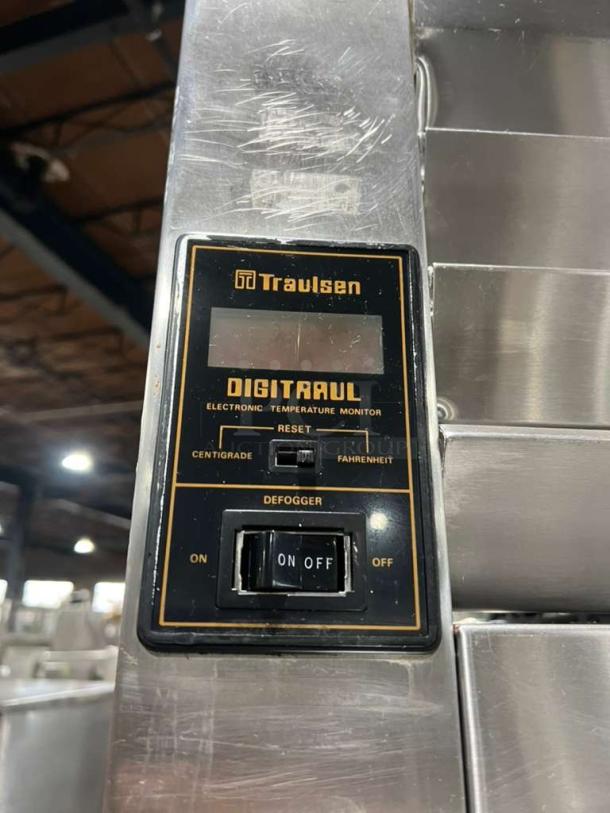 Traulsen
DIGITRAUL
ELECTRONIC TEMPERATURE MONITOR
RESET
CENTIGRADE FAHRENHEIT
DEFOGGER
ON ON OFF OFF